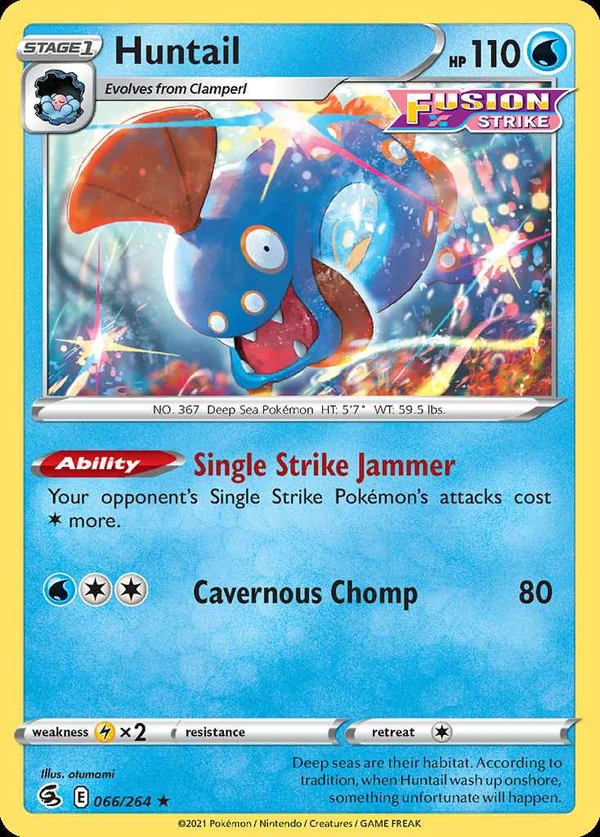 STAGE1 Huntail HP 110
Evolves from Clamperl
FUSION
STRIKE
NO. 367 Deep Sea Pokémon HT: 5'7" WT: 59.5 lbs.
Ability Single Strike Jammer
Your opponent's Single Strike Pokémon's attacks cost
more.
Cavernous Chomp 80
weakness ×2 resistance retreat
Illus. otumami
Deep seas are their habitat. According to
tradition, when Huntail wash up onshore,
something unfortunate will happen.
E 066/264 ★
©2021 Pokémon / Nintendo / Creatures / GAME FREAK